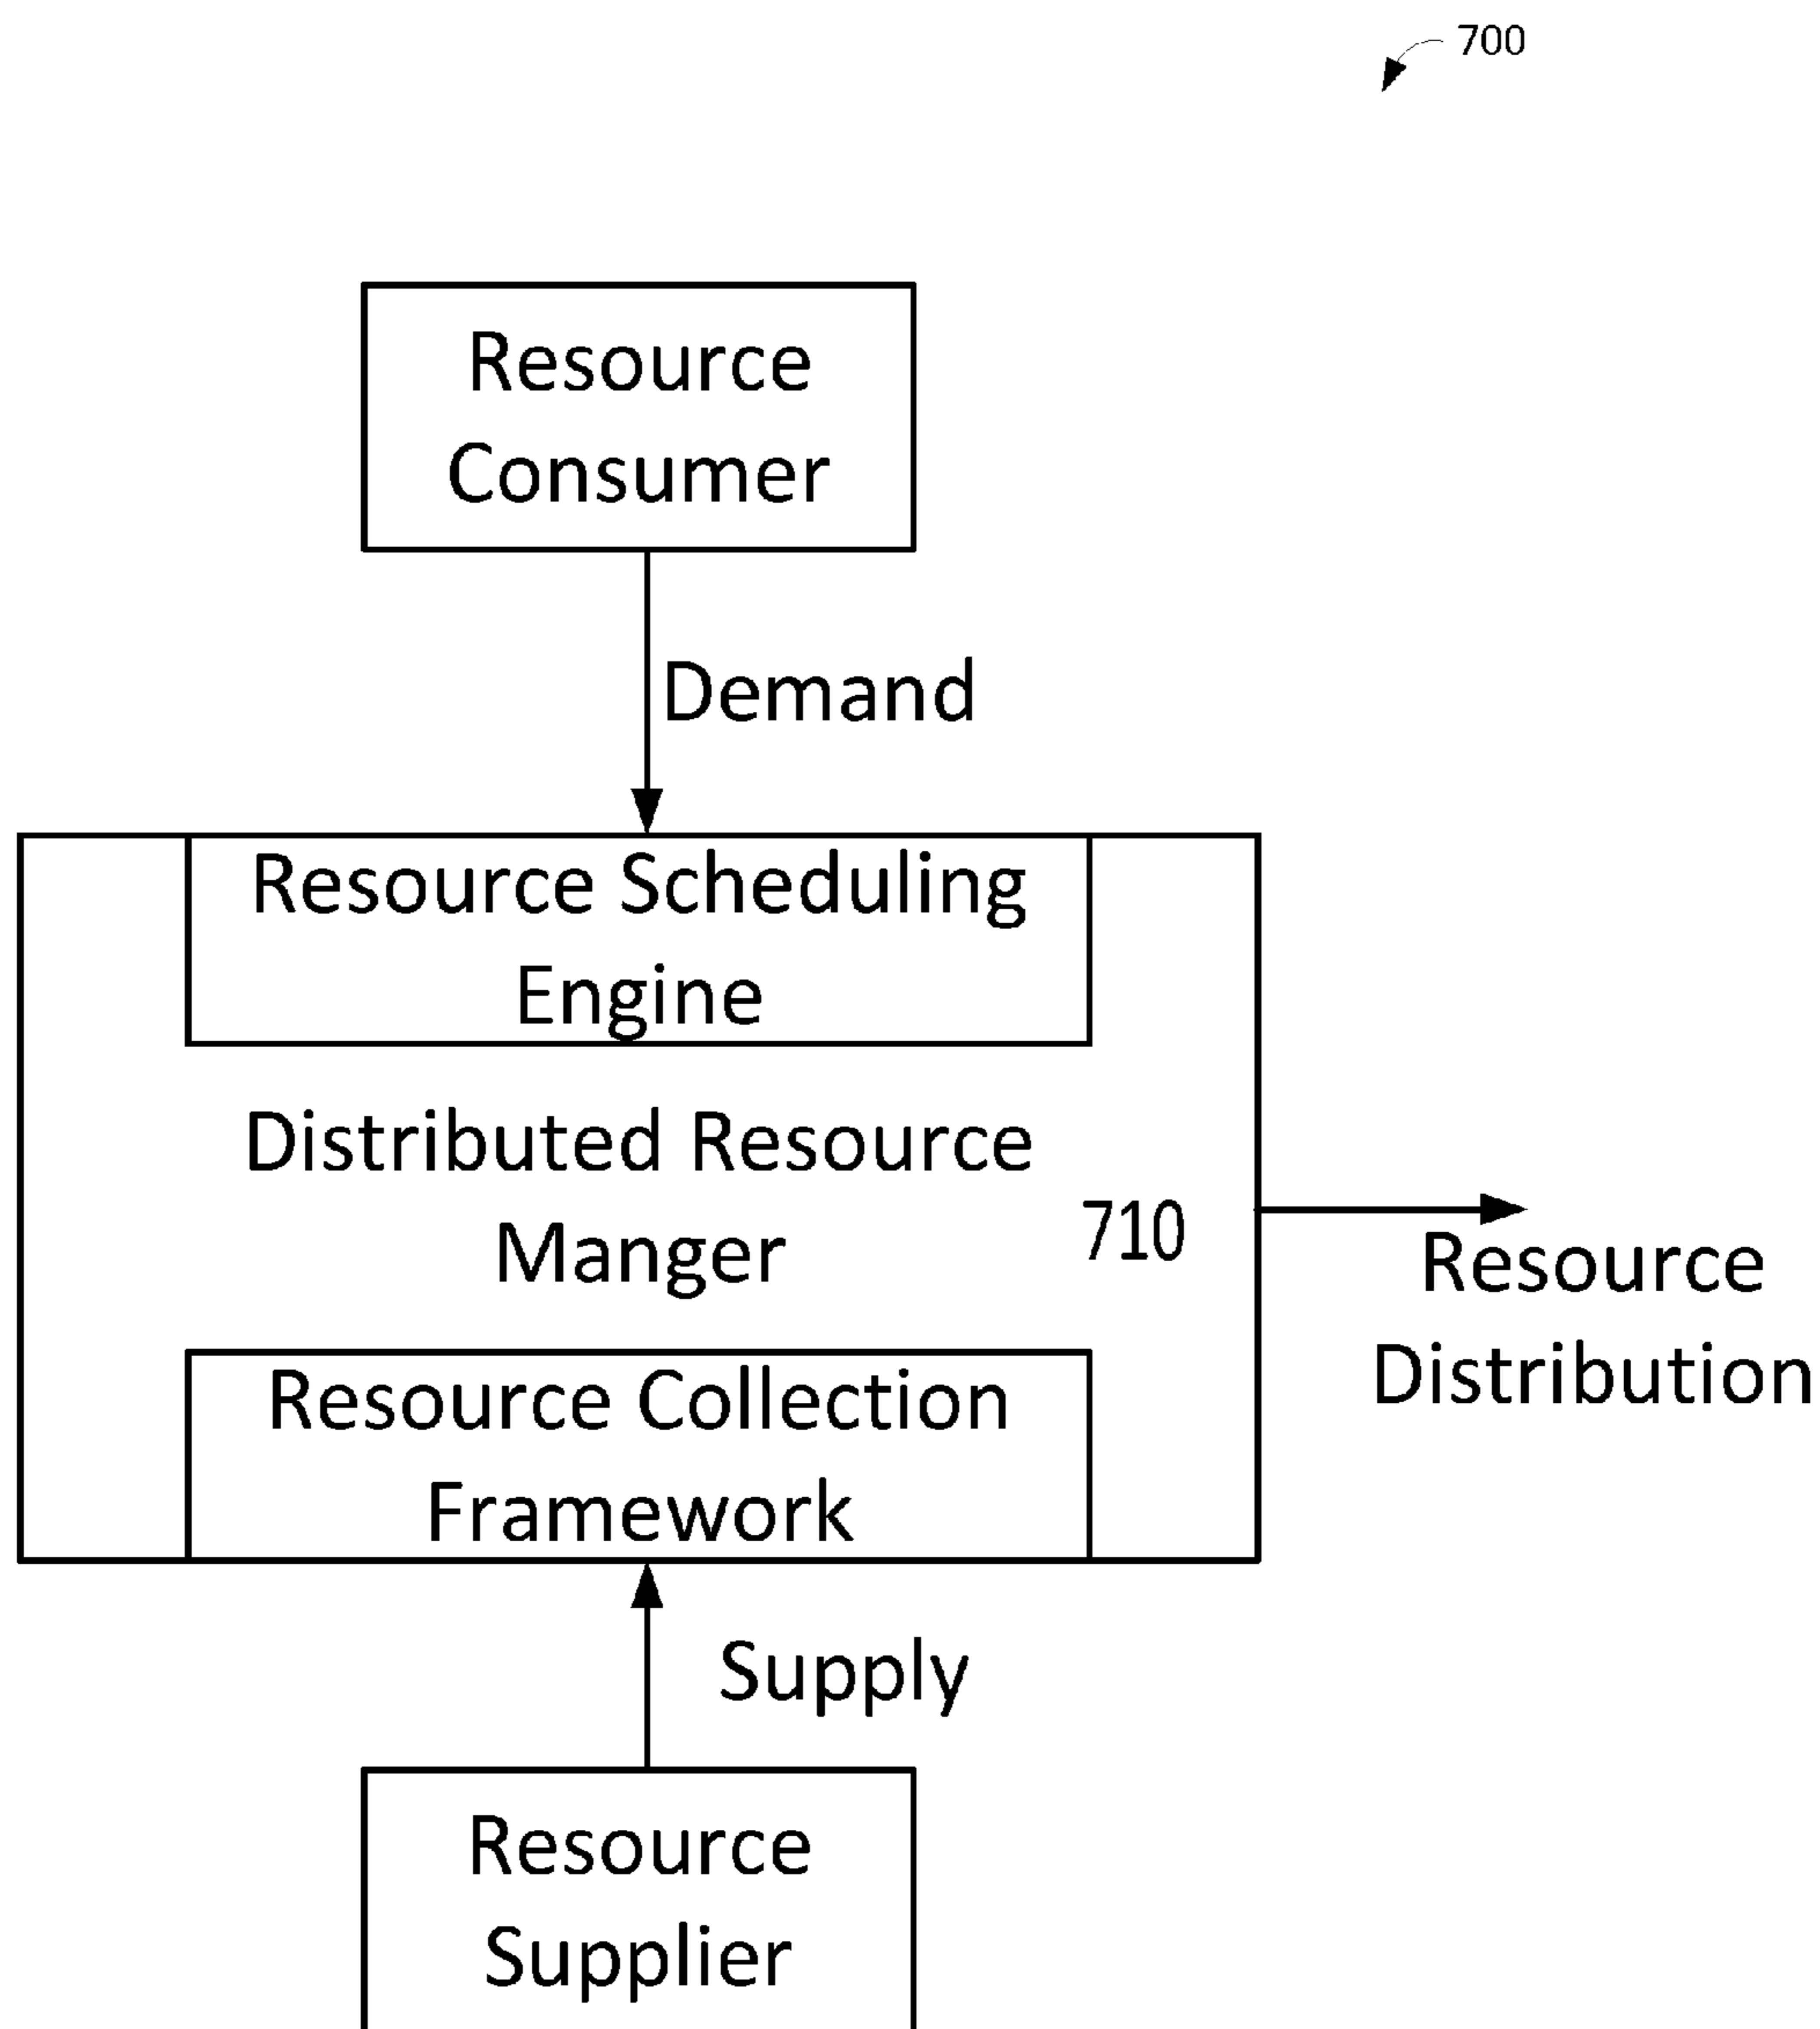 700
Resource
Consumer
Demand
Resource Scheduling
Engine
Distributed Resource
Manger
710
Resource
Distribution
Resource Collection
Framework
Supply
Resource
Supplier